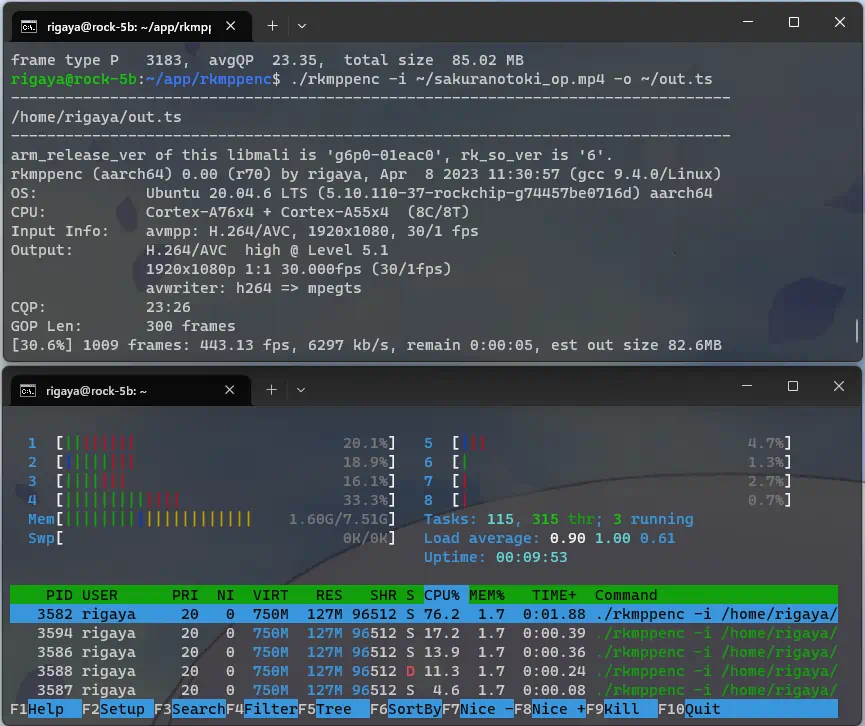 rigaya@rock-5b: ~/app/rkmpp
frame type P   3183,  avgQP  23.35,  total size  85.02 MB
rigaya@rock-5b:~/app/rkmppenc$ ./rkmppenc -i ~/sakuranotoki_op.mp4 -o ~/out.ts
--------------------------------------------------------------------------------
/home/rigaya/out.ts
--------------------------------------------------------------------------------
arm_release_ver of this libmali is 'g6p0-01eac0', rk_so_ver is '6'.
rkmppenc (aarch64) 0.00 (r70) by rigaya, Apr  8 2023 11:30:57 (gcc 9.4.0/Linux)
OS:            Ubuntu 20.04.6 LTS (5.10.110-37-rockchip-g74457be0716d) aarch64
CPU:           Cortex-A76x4 + Cortex-A55x4  (8C/8T)
Input Info:    avmpp: H.264/AVC, 1920x1080, 30/1 fps
Output:        H.264/AVC  high @ Level 5.1
               1920x1080p 1:1 30.000fps (30/1fps)
               avwriter: h264 => mpegts
CQP:           23:26
GOP Len:       300 frames
[30.6%] 1009 frames: 443.13 fps, 6297 kb/s, remain 0:00:05, est out size 82.6MB
rigaya@rock-5b: ~
1  [||||||||        20.1%]   5  [|||        4.7%]
2  [||||||||        18.9%]   6  [|          1.3%]
3  [|||||||         16.1%]   7  [|          2.7%]
4  [|||||||||||||   33.3%]   8  [|          0.7%]
Mem[|||||||||||||||||||||   1.60G/7.51G]   Tasks: 115, 315 thr; 3 running
Swp[                0K/0K]   Load average: 0.90 1.00 0.61
Uptime: 00:09:53
PID USER      PRI  NI  VIRT   RES   SHR S CPU% MEM%   TIME+  Command
3582 rigaya     20   0  750M  127M 96512 S 76.2  1.7  0:01.88 ./rkmppenc -i /home/rigaya/
3594 rigaya     20   0  750M  127M 96512 S 17.2  1.7  0:00.39 ./rkmppenc -i /home/rigaya/
3586 rigaya     20   0  750M  127M 96512 S 13.9  1.7  0:00.36 ./rkmppenc -i /home/rigaya/
3588 rigaya     20   0  750M  127M 96512 D 11.3  1.7  0:00.24 ./rkmppenc -i /home/rigaya/
3587 rigaya     20   0  750M  127M 96512 S  4.6  1.7  0:00.08 ./rkmppenc -i /home/rigaya/
F1Help  F2Setup F3SearchF4FilterF5Tree  F6SortByF7Nice -F8Nice +F9Kill  F10Quit